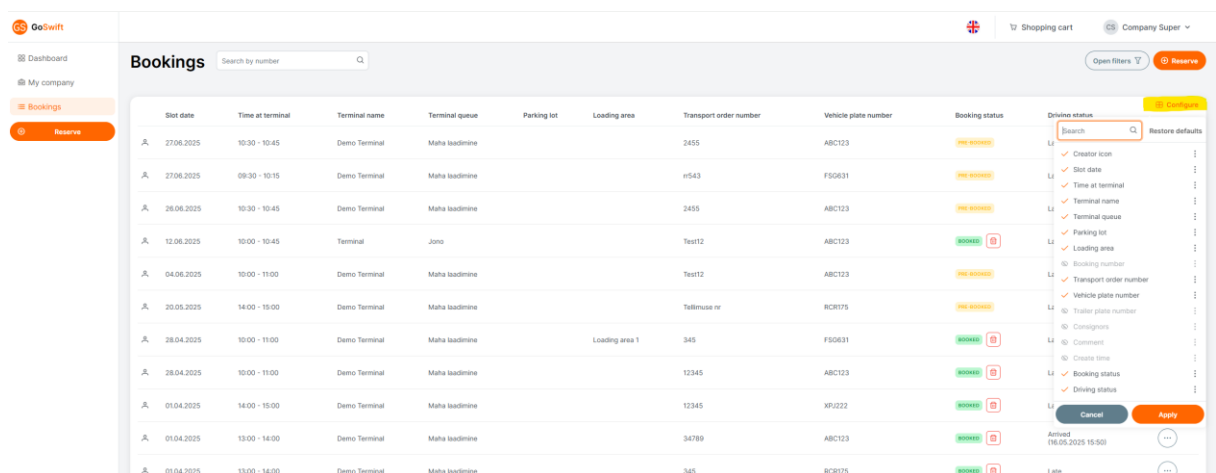 GS GoSwift
Shopping cart
CS Company Super
Dashboard
My company
Bookings
Reserve
Bookings
Search by number
Open filters
Reserve
Configure
Slot date Time at terminal Terminal name Terminal queue Parking lot Loading area Transport order number Vehicle plate number Booking status Driving status
27.06.2025 10:30 - 10:45 Demo Terminal Maha laadimine 2455 ABC123 PRE-BOOKED
27.06.2025 09:30 - 10:15 Demo Terminal Maha laadimine rr543 FSG631 PRE-BOOKED
26.06.2025 10:30 - 10:45 Demo Terminal Maha laadimine 2455 ABC123 PRE-BOOKED
12.06.2025 10:00 - 10:45 Terminal Jono Test12 ABC123 BOOKED
04.06.2025 10:00 - 11:00 Demo Terminal Maha laadimine Test12 ABC123 PRE-BOOKED
20.05.2025 14:00 - 15:00 Demo Terminal Maha laadimine Tellimuse nr RCR175 PRE-BOOKED
28.04.2025 10:00 - 11:00 Demo Terminal Maha laadimine Loading area 1 345 FSG631 BOOKED
28.04.2025 10:00 - 11:00 Demo Terminal Maha laadimine 12345 ABC123 BOOKED
01.04.2025 14:00 - 15:00 Demo Terminal Maha laadimine 12345 XPJ222 BOOKED
01.04.2025 13:00 - 14:00 Demo Terminal Maha laadimine 34789 ABC123 BOOKED Arrived
(16.05.2025 15:50)
01.04.2025 13:00 - 14:00 Demo Terminal Maha laadimine 345 RCR175 BOOKED Late
Search
Restore defaults
Creator icon
Slot date
Time at terminal
Terminal name
Terminal queue
Parking lot
Loading area
Booking number
Transport order number
Vehicle plate number
Trailer plate number
Consignors
Comment
Create time
Booking status
Driving status
Cancel
Apply